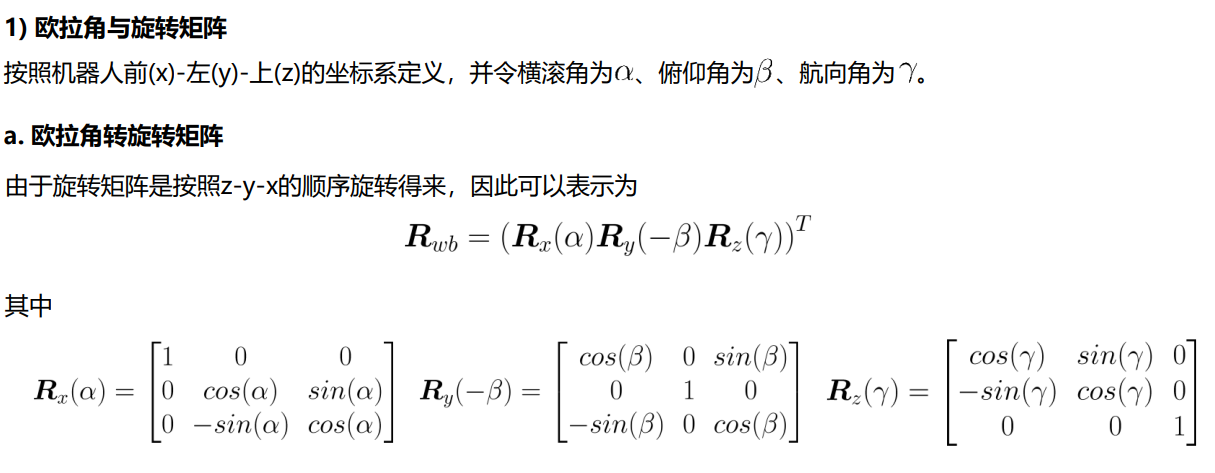 1) 欧拉角与旋转矩阵
按照机器人前(x)-左(y)-上(z)的坐标系定义，并令横滚角为α、俯仰角为β、航向角为γ。
a. 欧拉角转旋转矩阵
由于旋转矩阵是按照z-y-x的顺序旋转得来，因此可以表示为
$\boldsymbol{R}_{wb} = (\boldsymbol{R}_x(\alpha)\boldsymbol{R}_y(-\beta)\boldsymbol{R}_z(\gamma))^T$
其中
$\boldsymbol{R}_x(\alpha) = \begin{bmatrix} 1 & 0 & 0 \\ 0 & cos(\alpha) & sin(\alpha) \\ 0 & -sin(\alpha) & cos(\alpha) \end{bmatrix} \boldsymbol{R}_y(-\beta) = \begin{bmatrix} cos(\beta) & 0 & sin(\beta) \\ 0 & 1 & 0 \\ -sin(\beta) & 0 & cos(\beta) \end{bmatrix} \boldsymbol{R}_z(\gamma) = \begin{bmatrix} cos(\gamma) & sin(\gamma) & 0 \\ -sin(\gamma) & cos(\gamma) & 0 \\ 0 & 0 & 1 \end{bmatrix}$